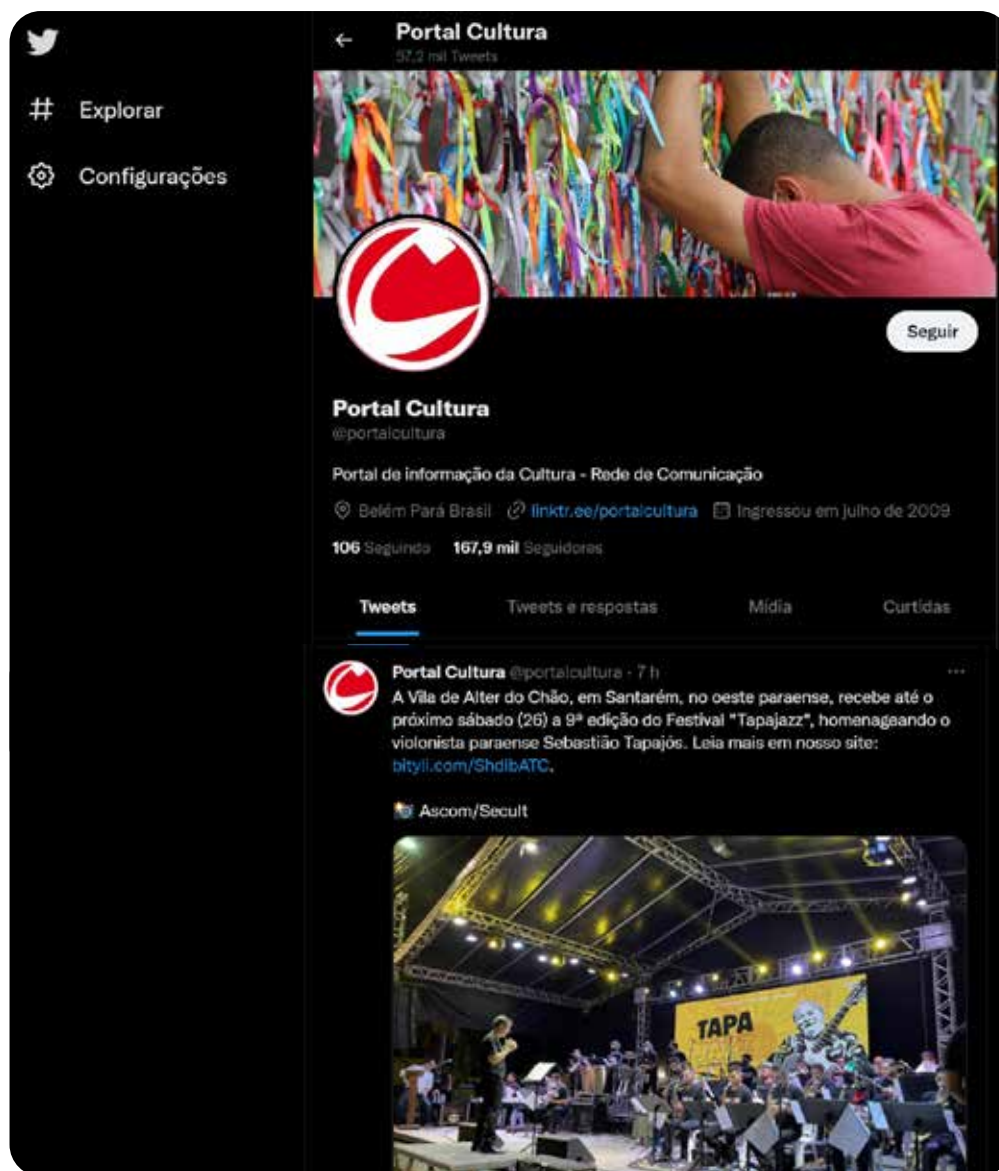 Portal Cultura
57,2 mil Tweets
Explorar
Configurações
Seguir
Portal Cultura
@portalcultura
Portal de informação da Cultura - Rede de Comunicação
Belém Pará Brasil linktr.ee/portalcultura Ingressou em julho de 2009
106 Seguindo 167,9 mil Seguidores
Tweets Tweets e respostas Mídia Curtidas
Portal Cultura @portalcultura · 7 h
A Vila de Alter do Chão, em Santarém, no oeste paraense, recebe até o
próximo sábado (26) a 9ª edição do Festival "Tapajazz", homenageando o
violonista paraense Sebastião Tapajós. Leia mais em nosso site:
bityli.com/ShdlbATC.
Ascom/Secult
TAPA